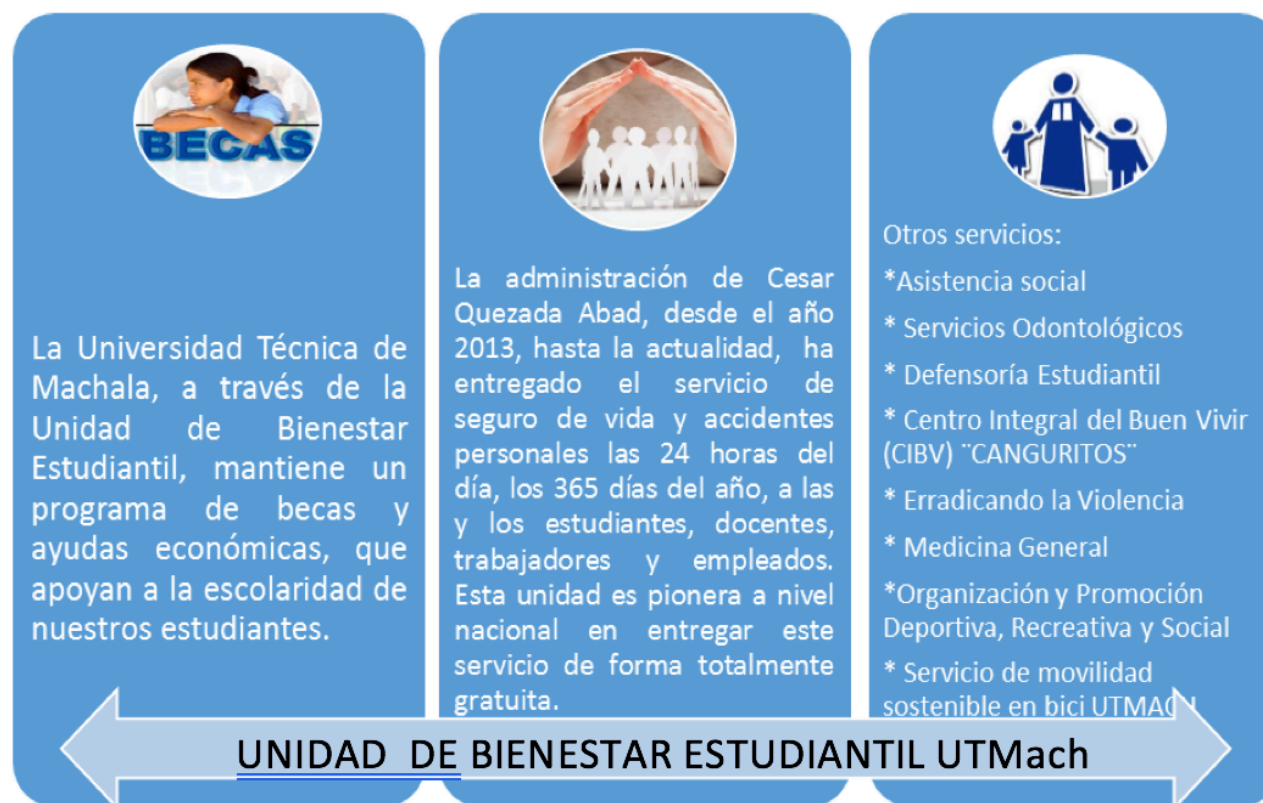 BECAS
La Universidad Técnica de
Machala, a través de la
Unidad de Bienestar
Estudiantil, mantiene un
programa de becas y
ayudas económicas, que
apoyan a la escolaridad de
nuestros estudiantes.
La administración de Cesar
Quezada Abad, desde el año
2013, hasta la actualidad, ha
entregado el servicio de
seguro de vida y accidentes
personales las 24 horas del
día, los 365 días del año, a las
y los estudiantes, docentes,
trabajadores y empleados.
Esta unidad es pionera a nivel
nacional en entregar este
servicio de forma totalmente
gratuita.
Otros servicios:
*Asistencia social
* Servicios Odontológicos
* Defensoría Estudiantil
* Centro Integral del Buen Vivir
(CIBV) ¨CANGURITOS¨
* Erradicando la Violencia
* Medicina General
*Organización y Promoción
Deportiva, Recreativa y Social
* Servicio de movilidad
sostenible en bici UTMACH
UNIDAD DE BIENESTAR ESTUDIANTIL UTMach